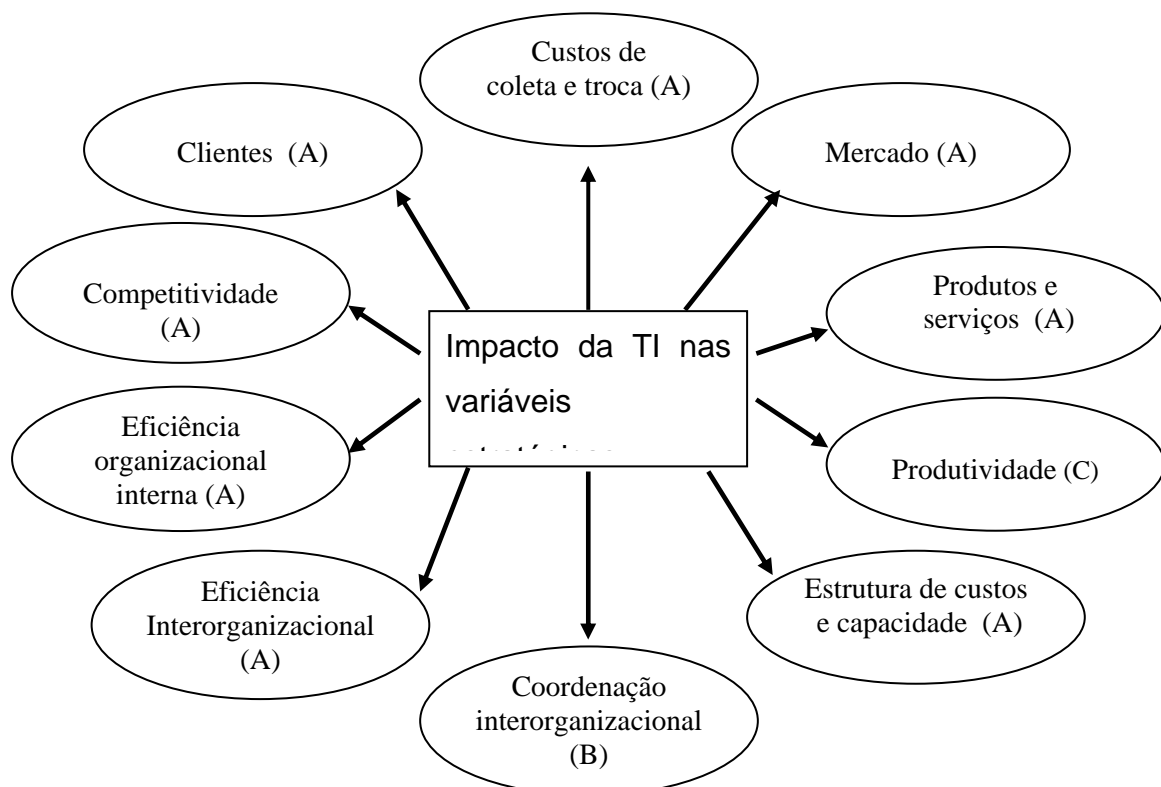 Custos de
coleta e troca (A)
Clientes (A)
Mercado (A)
Competitividade
(A)
Produtos e
serviços (A)
Impacto da TI nas
variáveis
Eficiência
organizacional
interna (A)
Produtividade (C)
Eficiência
Interorganizacional
(A)
Estrutura de custos
e capacidade (A)
Coordenação
interorganizacional
(B)